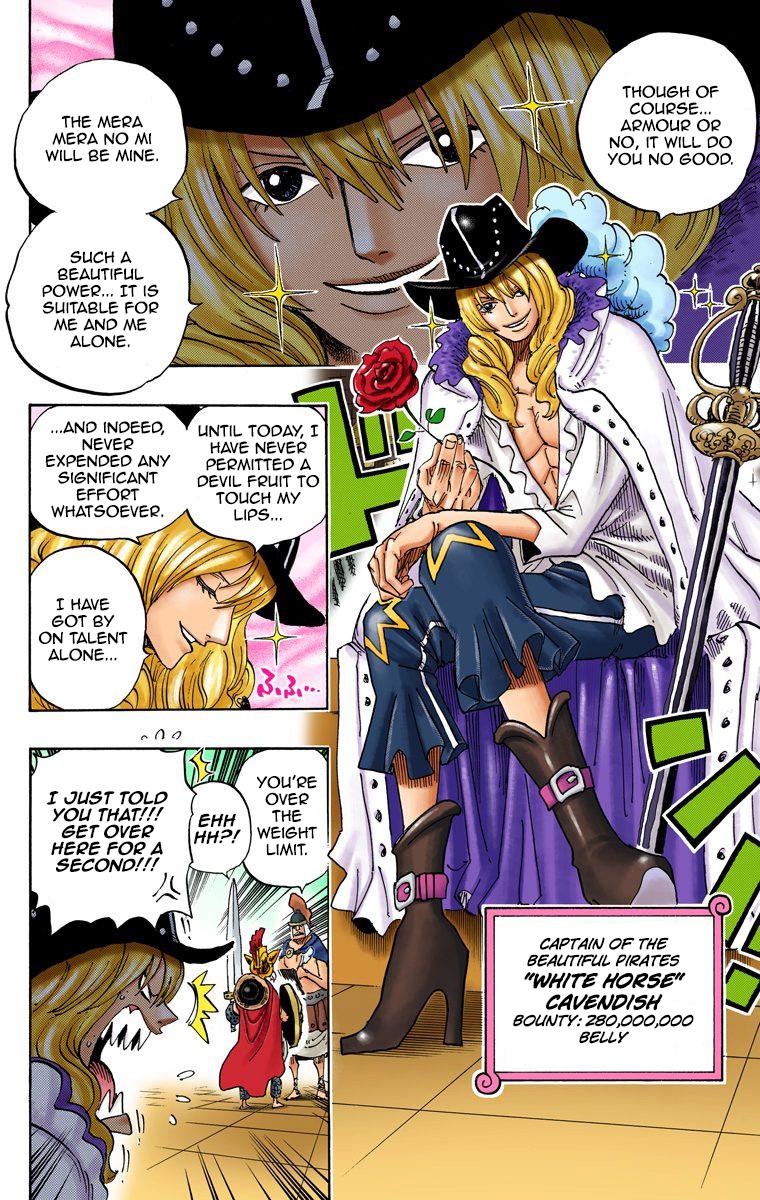 THOUGH OF
COURSE...
ARMOUR OR
NO, IT WILL DO
YOU NO GOOD.
THE MERA
MERA NO MI
WILL BE MINE.
SUCH A
BEAUTIFUL
POWER... IT IS
SUITABLE FOR
ME AND ME
ALONE.
ドン!!
CAPTAIN OF THE
BEAUTIFUL PIRATES
"WHITE HORSE"
CAVENDISH
BOUNTY: 280,000,000
BELLY
UNTIL TODAY, I
HAVE NEVER
PERMITTED A
DEVIL FRUIT TO
TOUCH MY
LIPS...
...AND INDEED,
NEVER
EXPENDED ANY
SIGNIFICANT
EFFORT
WHATSOEVER.
I HAVE
GOT BY
ON TALENT
ALONE...
ふふ...
YOU'RE
OVER
THE WEIGHT
LIMIT.
EHH
HH?!
I JUST TOLD
YOU THAT!!!
GET OVER
HERE FOR A
SECOND!!!